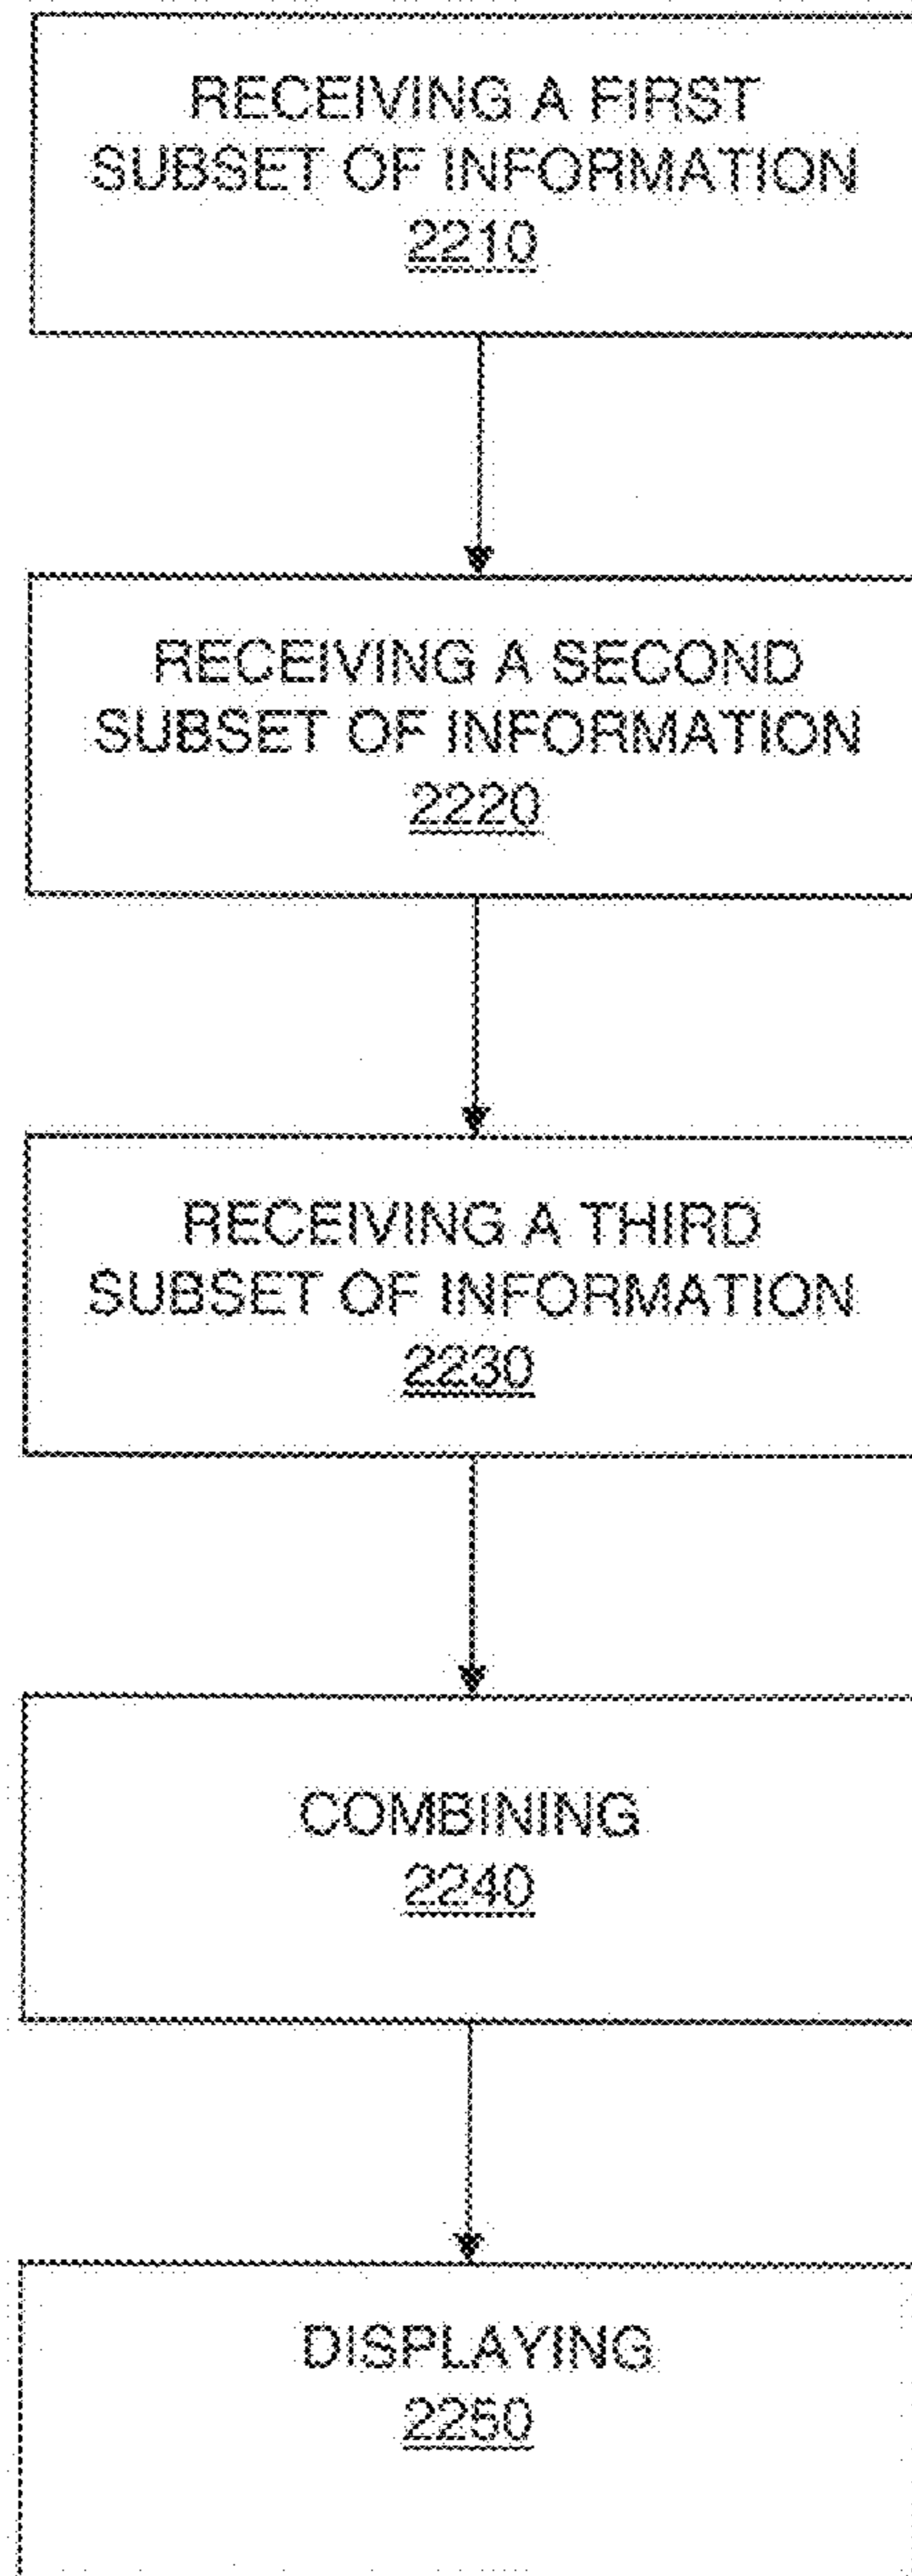 RECEIVING A FIRST
SUBSET OF INFORMATION
2210
RECEIVING A SECOND
SUBSET OF INFORMATION
2220
RECEIVING A THIRD
SUBSET OF INFORMATION
2230
COMBINING
2240
DISPLAYING
2250